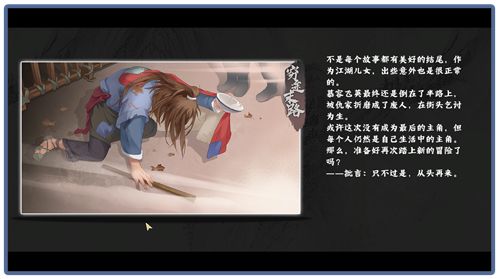 穷途末路
不是每个故事都有美好的结尾，作
为江湖儿女，出些意外也是很正常
的。
慕容飞英最终还是倒在了半路上，
被仇家折磨成了废人，在街头乞讨
为生。
或许这次没有成为最后的主角，但
每个人仍然是自己生活中的主角。
那么，准备好再次踏上新的冒险了
吗？
——批言：只不过是，从头再来。